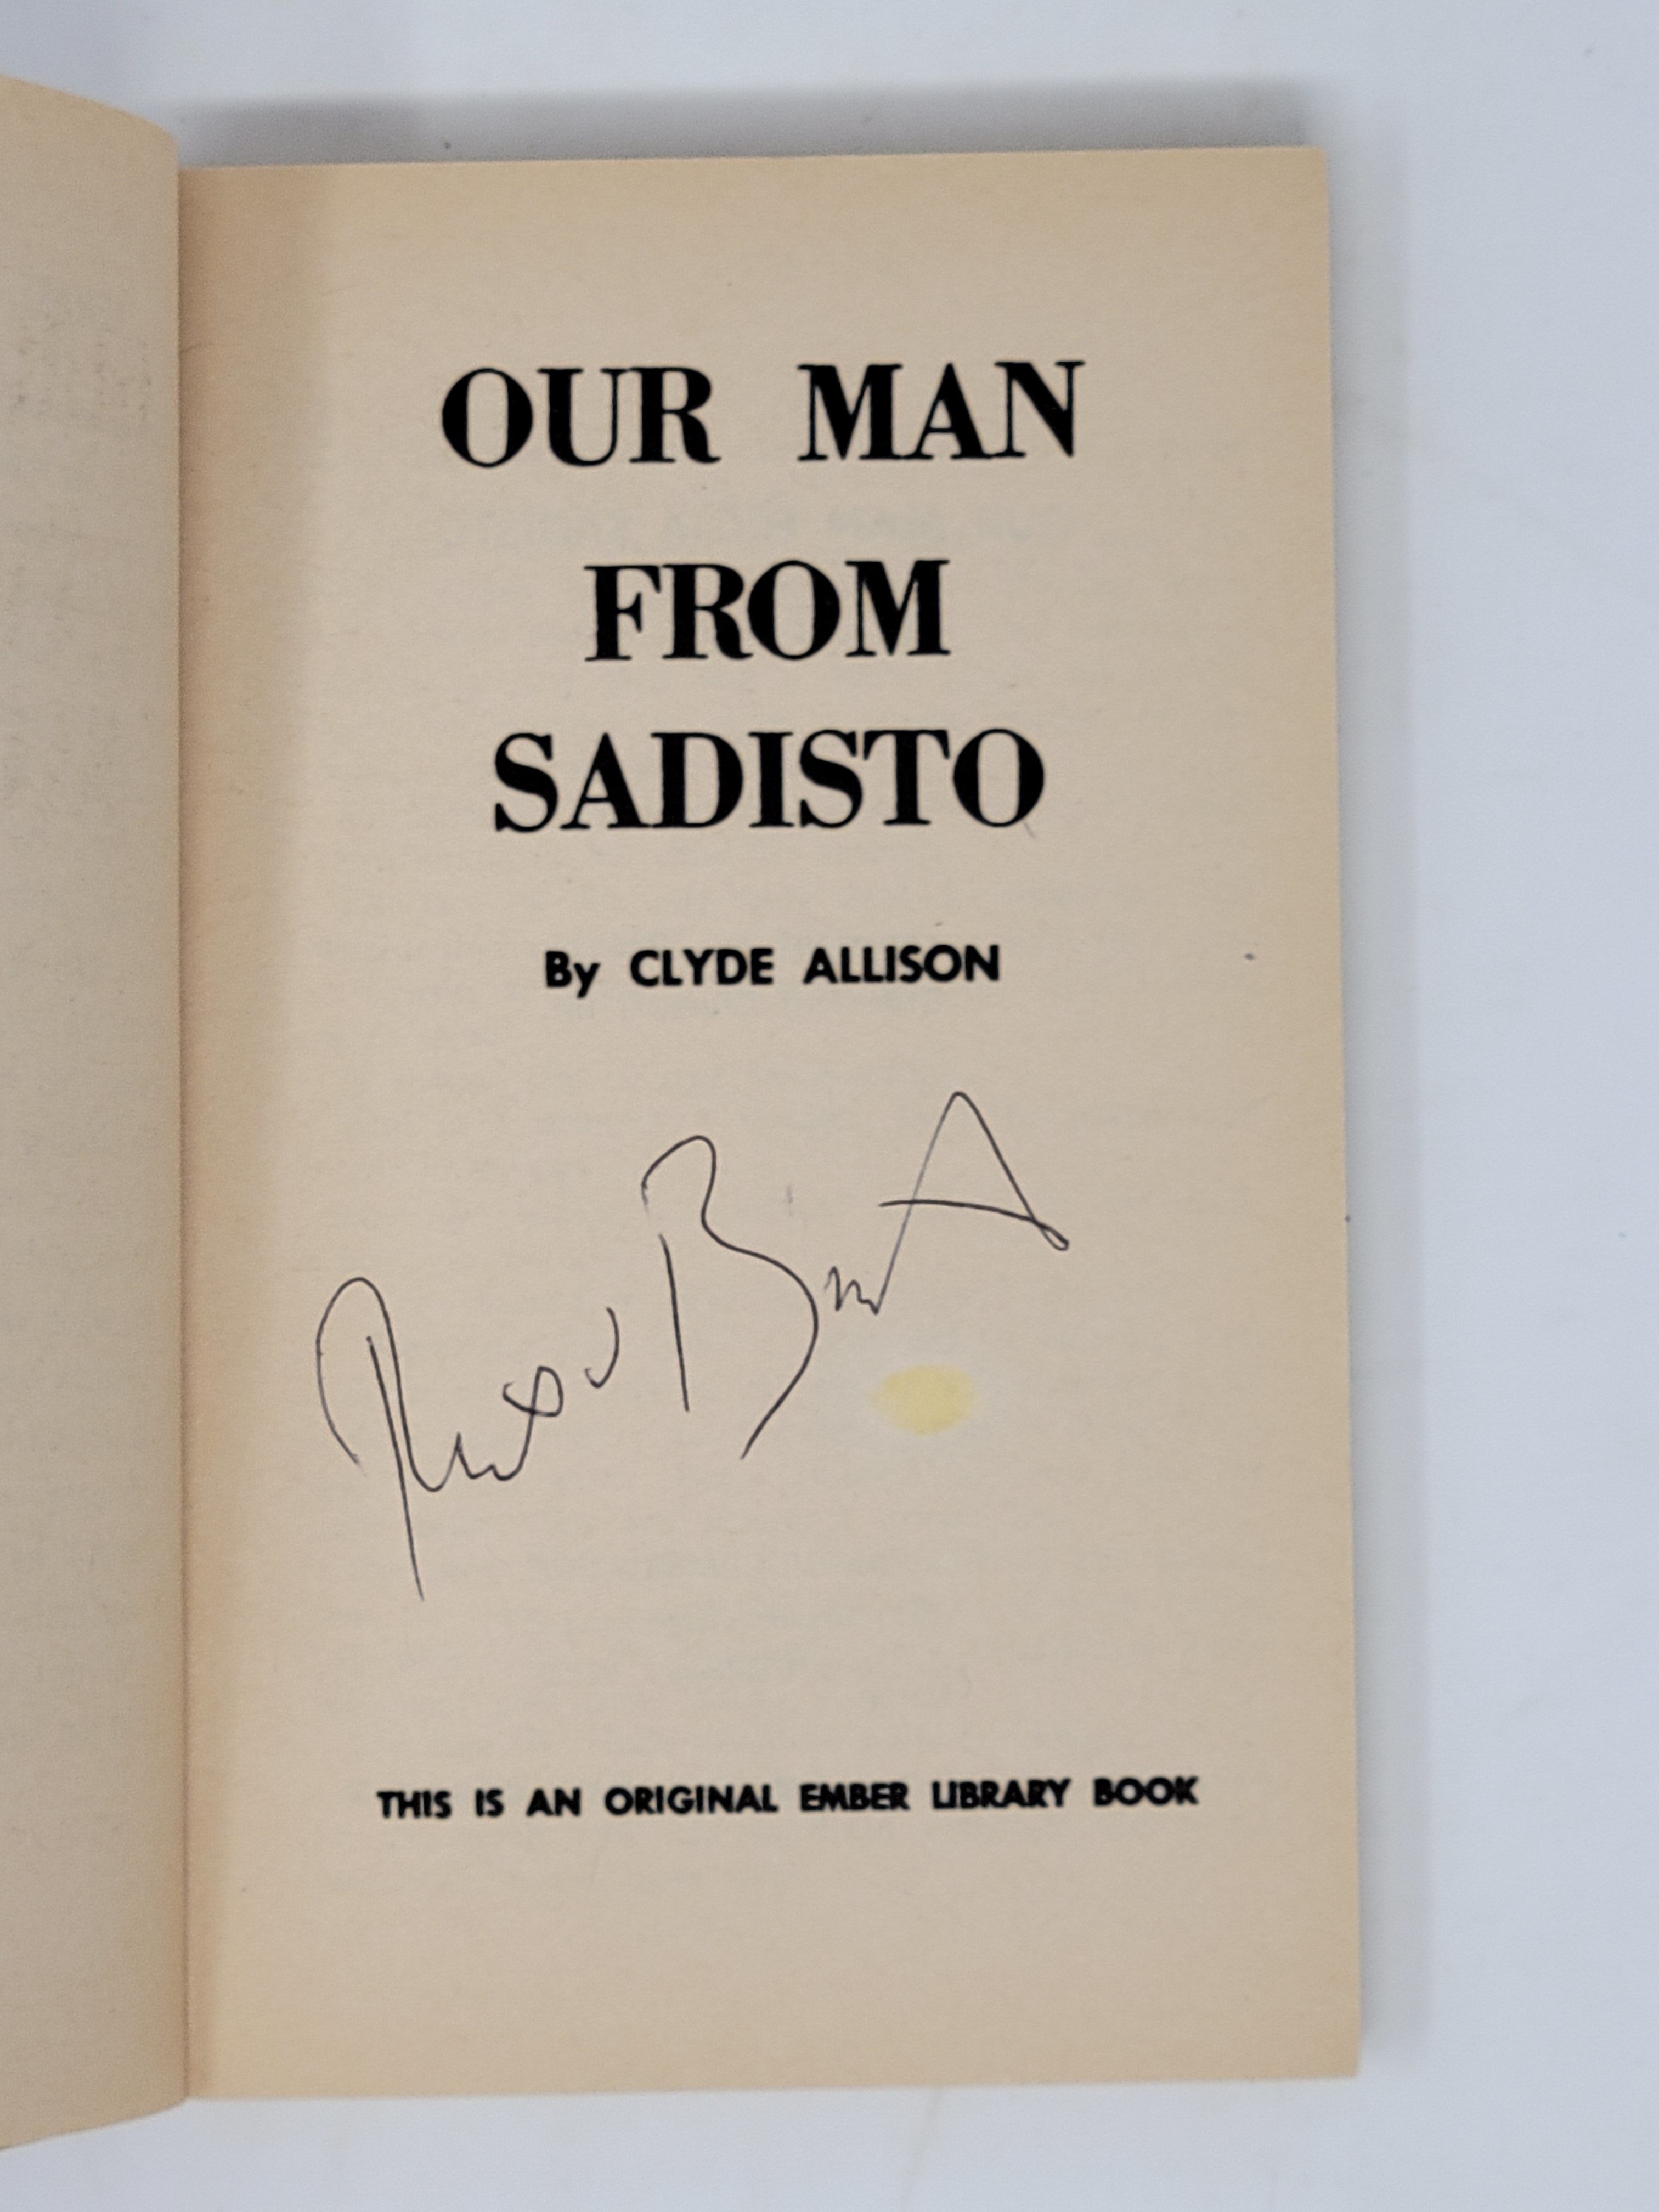 OUR MAN
FROM
SADISTO
By CLYDE ALLISON
THIS IS AN ORIGINAL EMBER LIBRARY BOOK